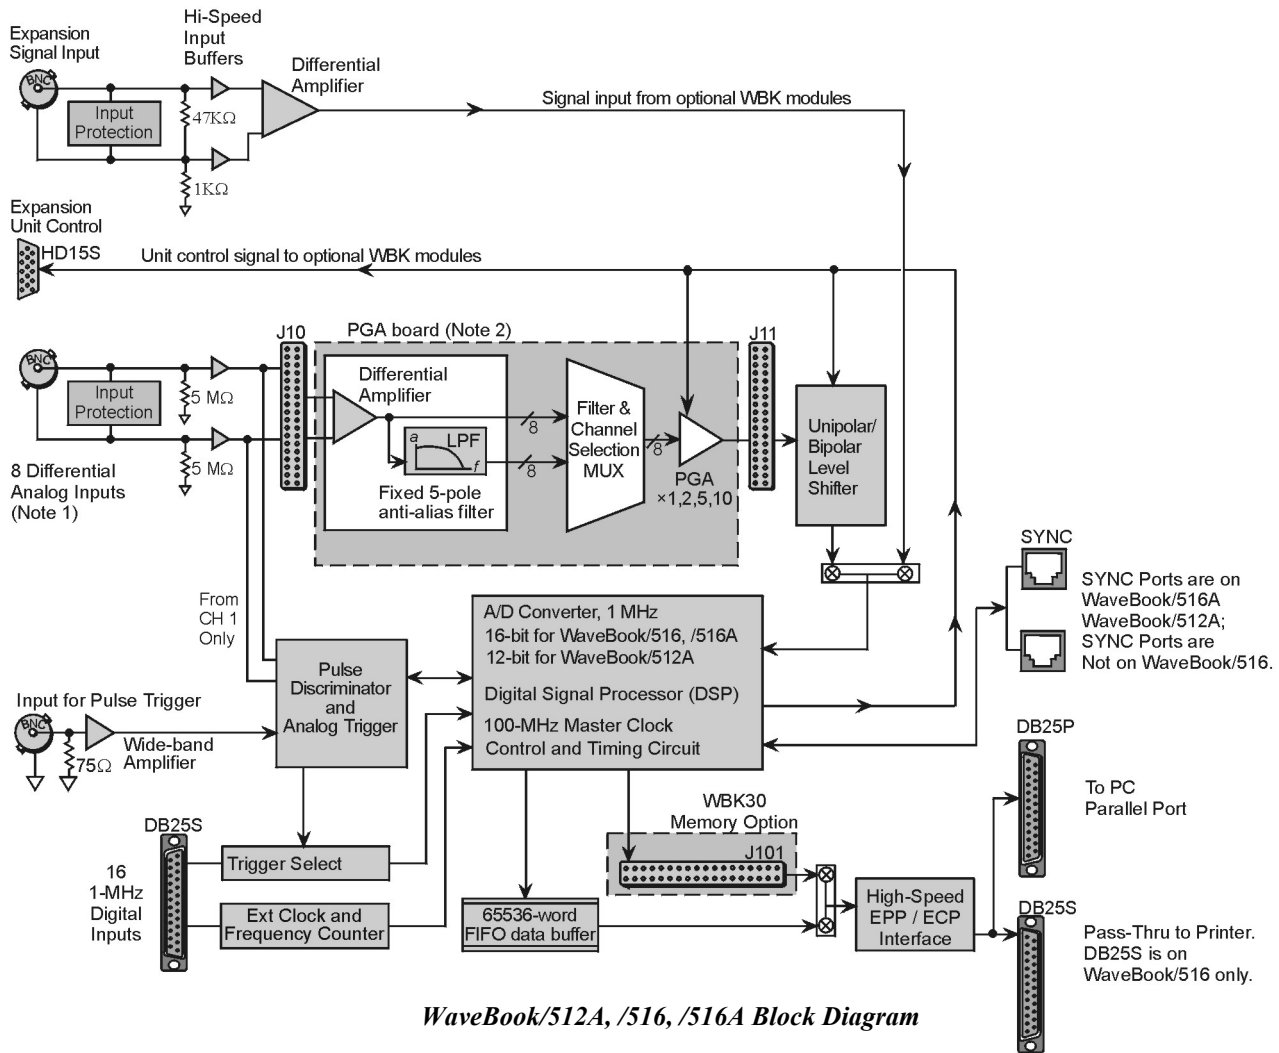 Expansion
Signal Input
BNC
Hi-Speed
Input
Buffers
Differential
Amplifier
Input
Protection
47KΩ
1KΩ
Signal input from optional WBK modules
Expansion
Unit Control
HD15S
Unit control signal to optional WBK modules
BNC
Input
Protection
5 MΩ
5 MΩ
8 Differential
Analog Inputs
(Note 1)
J10
PGA board (Note 2)
J11
Differential
Amplifier
a
LPF
f
Fixed 5-pole
anti-alias filter
8
8
Filter &
Channel
Selection
MUX
8
PGA
×1,2,5,10
Unipolar/
Bipolar
Level
Shifter
From
CH 1
Only
SYNC
SYNC Ports are on
WaveBook/516A
WaveBook/512A;
SYNC Ports are
Not on WaveBook/516.
A/D Converter, 1 MHz
16-bit for WaveBook/516, /516A
12-bit for WaveBook/512A
Digital Signal Processor (DSP)
100-MHz Master Clock
Control and Timing Circuit
Pulse
Discriminator
and
Analog Trigger
Input for Pulse Trigger
BNC
75Ω
Wide-band
Amplifier
DB25S
16
1-MHz
Digital
Inputs
Trigger Select
Ext Clock and
Frequency Counter
WBK30
Memory Option
J101
65536-word
FIFO data buffer
High-Speed
EPP / ECP
Interface
DB25P
To PC
Parallel Port
DB25S
Pass-Thru to Printer.
DB25S is on
WaveBook/516 only.
WaveBook/512A, /516, /516A Block Diagram